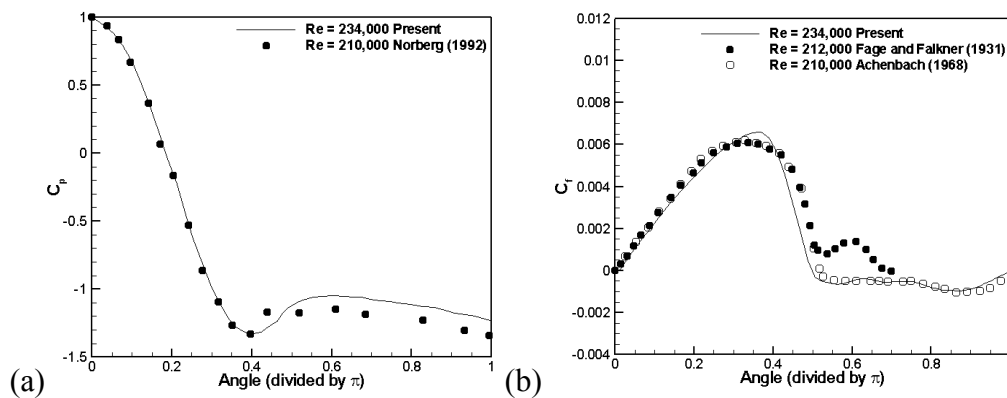 Re = 234,000 Present
Re = 210,000 Norberg (1992)
1
0.5
0
-0.5
-1
-1.5
Cp
0
0.2
0.4
0.6
0.8
1
Angle (divided by π)
(a)
Re = 234,000 Present
Re = 212,000 Fage and Falkner (1931)
Re = 210,000 Achenbach (1968)
0.012
0.01
0.008
0.006
0.004
0.002
0
-0.002
-0.004
Cf
0
0.2
0.4
0.6
0.8
Angle (divided by π)
(b)